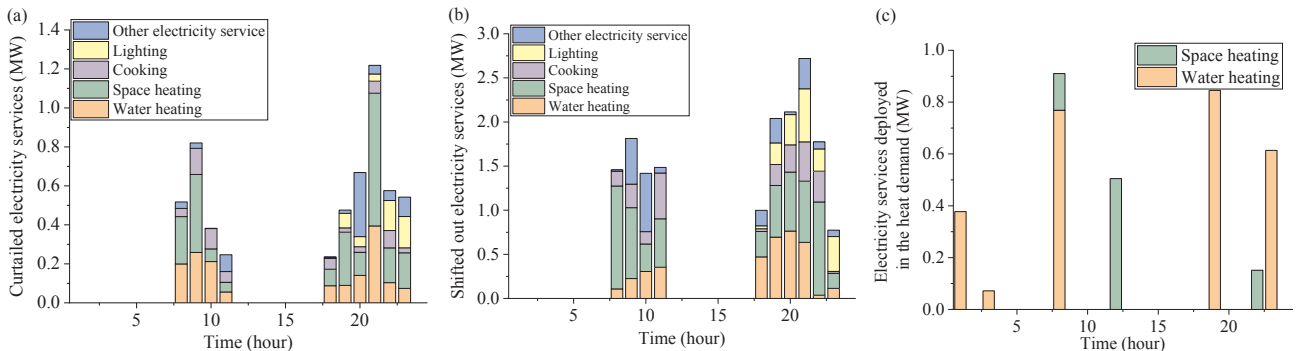 (a)
Curtailed electricity services (MW)
1.4
1.2
1.0
0.8
0.6
0.4
0.2
0.0
Other electricity service
Lighting
Cooking
Space heating
Water heating
5
10
15
20
Time (hour)
(b)
Shifted out electricity services (MW)
3.0
2.5
2.0
1.5
1.0
0.5
0.0
Other electricity service
Lighting
Cooking
Space heating
Water heating
5
10
15
20
Time (hour)
(c)
Electricity services deployed
in the heat demand (MW)
1.0
0.8
0.6
0.4
0.2
0.0
Space heating
Water heating
5
10
15
20
Time (hour)